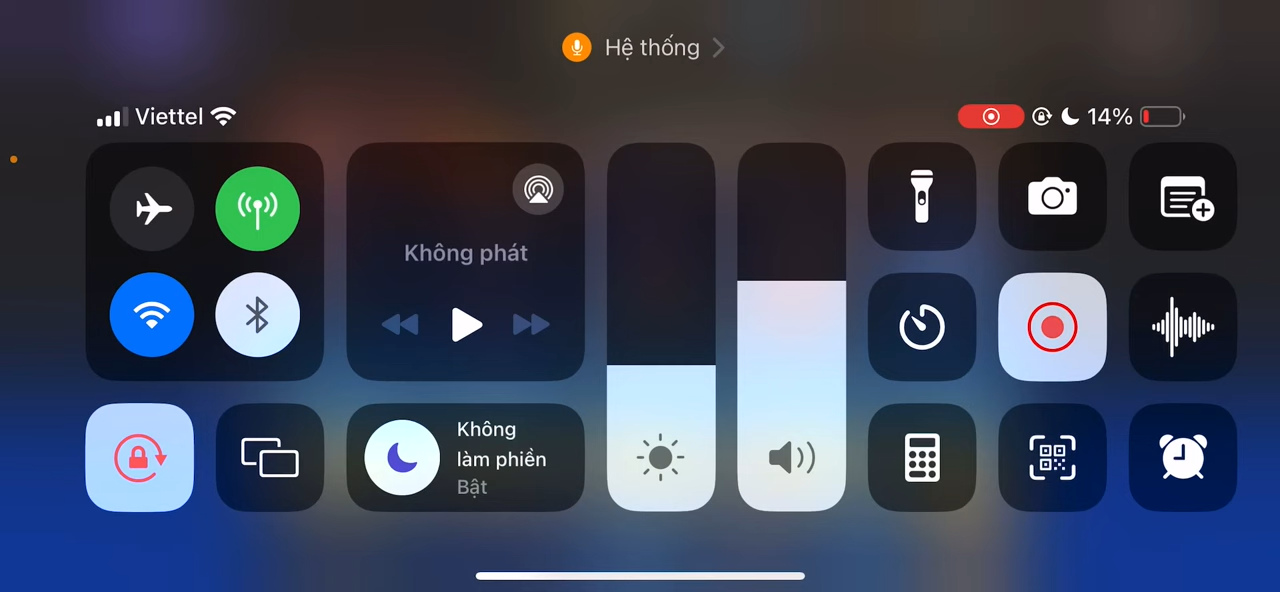 Hệ thống
Viettel
14%
Không phát
Không
làm phiền
Bật